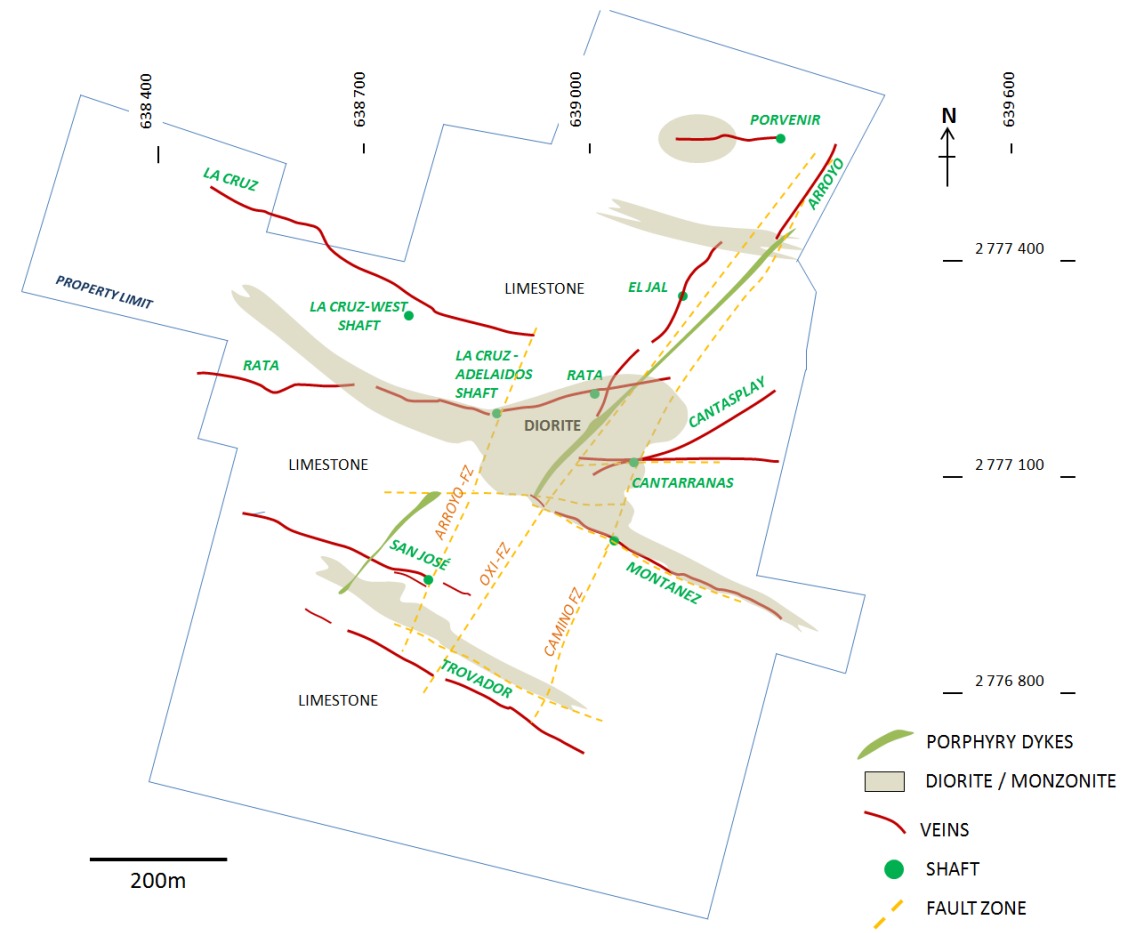 638 400
638 700
639 000
639 600
N
PORVENIR
ARROYO
LA CRUZ
2 777 400
PROPERTY LIMIT
LIMESTONE
EL JAL
LA CRUZ-WEST
SHAFT
RATA
LA CRUZ -
ADELAIDOS
SHAFT
RATA
CANTASPLAY
DIORITE
LIMESTONE
2 777 100
CANTARRANAS
ARROYO-FZ
SAN JOSÉ
OXI-FZ
MONTANEZ
CAMINO FZ
TROVADOR
2 776 800
LIMESTONE
PORPHYRY DYKES
DIORITE / MONZONITE
VEINS
SHAFT
FAULT ZONE
200m